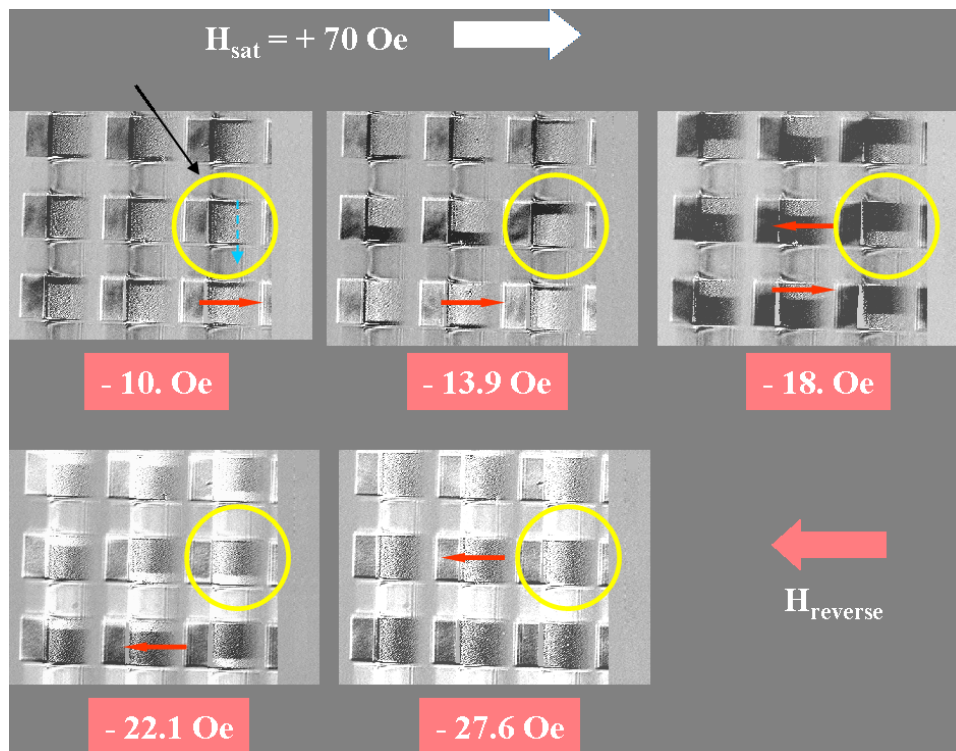 H_sat = + 70 Oe
- 10. Oe
- 13.9 Oe
- 18. Oe
- 22.1 Oe
- 27.6 Oe
H_reverse